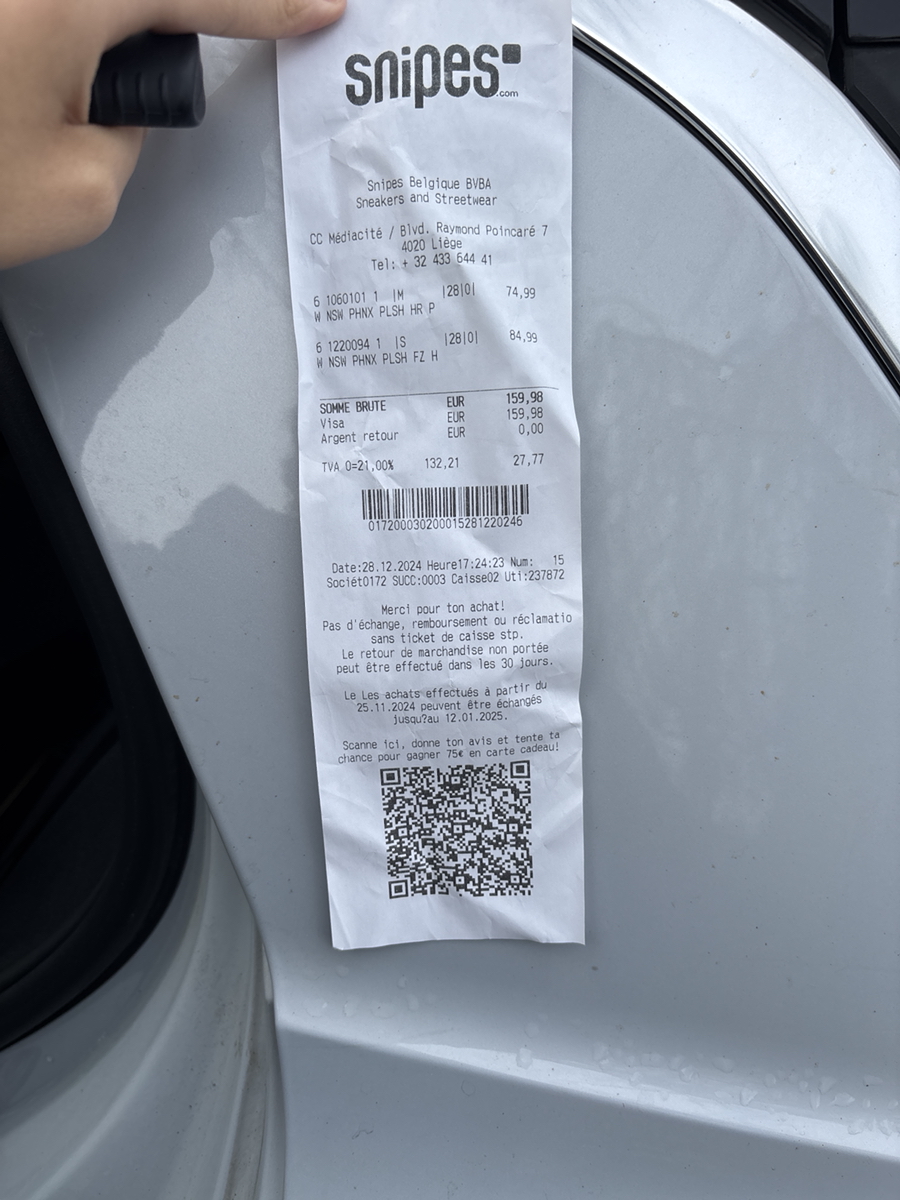 snipes
.com
Snipes Belgique BVBA
Sneakers and Streetwear
CC Médiacité / Blvd. Raymond Poincaré 7
4020 Liège
Tel: + 32 433 644 41
6 1060101 1 |M |28|0| 74,99
W NSW PHNX PLSH HR P
6 1220094 1 |S |28|0| 84,99
W NSW PHNX PLSH FZ H
SOMME BRUTE EUR 159,98
Visa EUR 159,98
Argent retour EUR 0,00
TVA 0=21,00% 132,21 27,77
017200030200015281220246
Date:28.12.2024 Heure17:24:23 Num: 15
Sociét0172 SUCC:0003 Caisse02 Uti:237872
Merci pour ton achat!
Pas d'échange, remboursement ou réclamatio
sans ticket de caisse stp.
Le retour de marchandise non portée
peut être effectué dans les 30 jours.
Le Les achats effectués à partir du
25.11.2024 peuvent être échangés
jusqu?au 12.01.2025.
Scanne ici, donne ton avis et tente ta
chance pour gagner 75€ en carte cadeau!